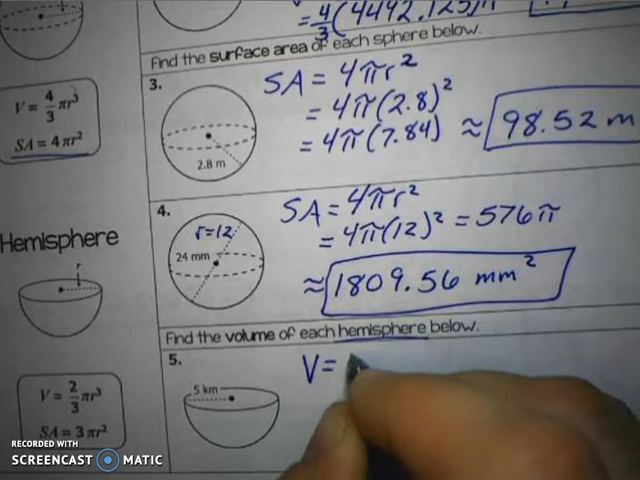 = 4/3 (4492.125)π
Find the surface area of each sphere below.
V = 4/3 πr³
SA = 4πr²
3.
2.8 m
SA = 4πr²
= 4π(2.8)²
= 4π(7.84) ≈ 98.52 m
4.
r=12
24 mm
SA = 4πr²
= 4π(12)² = 576π
≈ 1809.56 mm²
Hemisphere
r
V = 2/3 πr³
SA = 3πr²
Find the volume of each hemisphere below.
5.
5 km
V =
RECORDED WITH
SCREENCAST MATIC